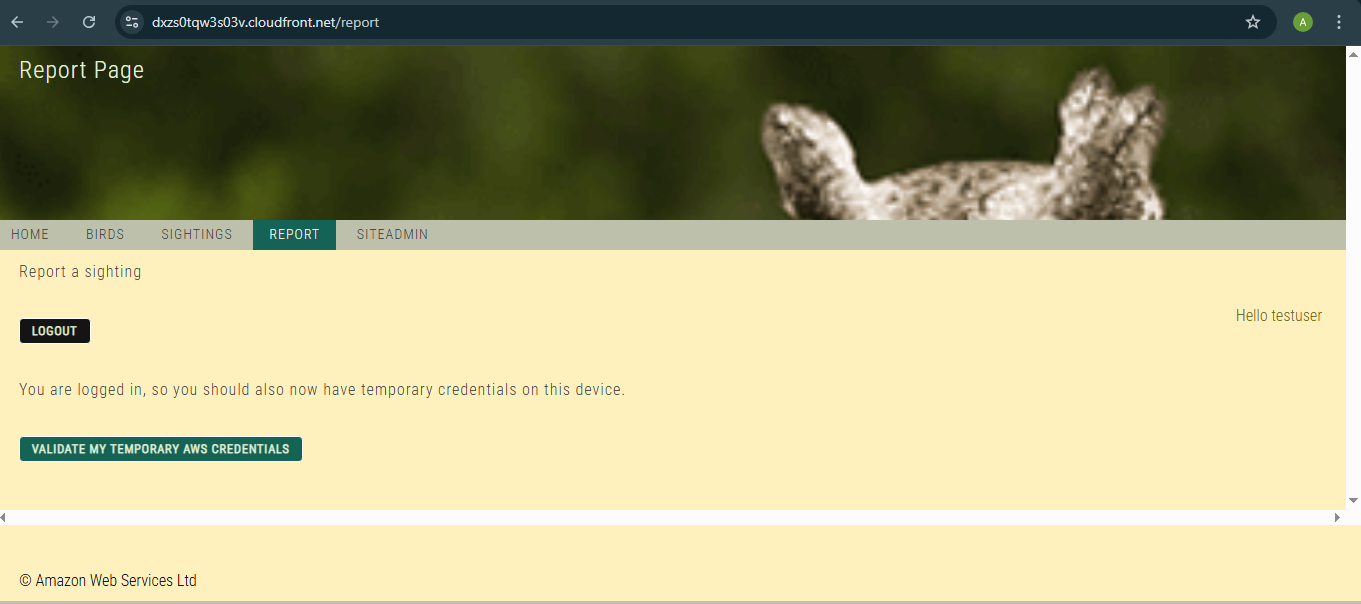 dxzs0tqw3s03v.cloudfront.net/report
A
Report Page
HOME BIRDS SIGHTINGS REPORT SITEADMIN
Report a sighting
Hello testuser
LOGOUT
You are logged in, so you should also now have temporary credentials on this device.
VALIDATE MY TEMPORARY AWS CREDENTIALS
© Amazon Web Services Ltd